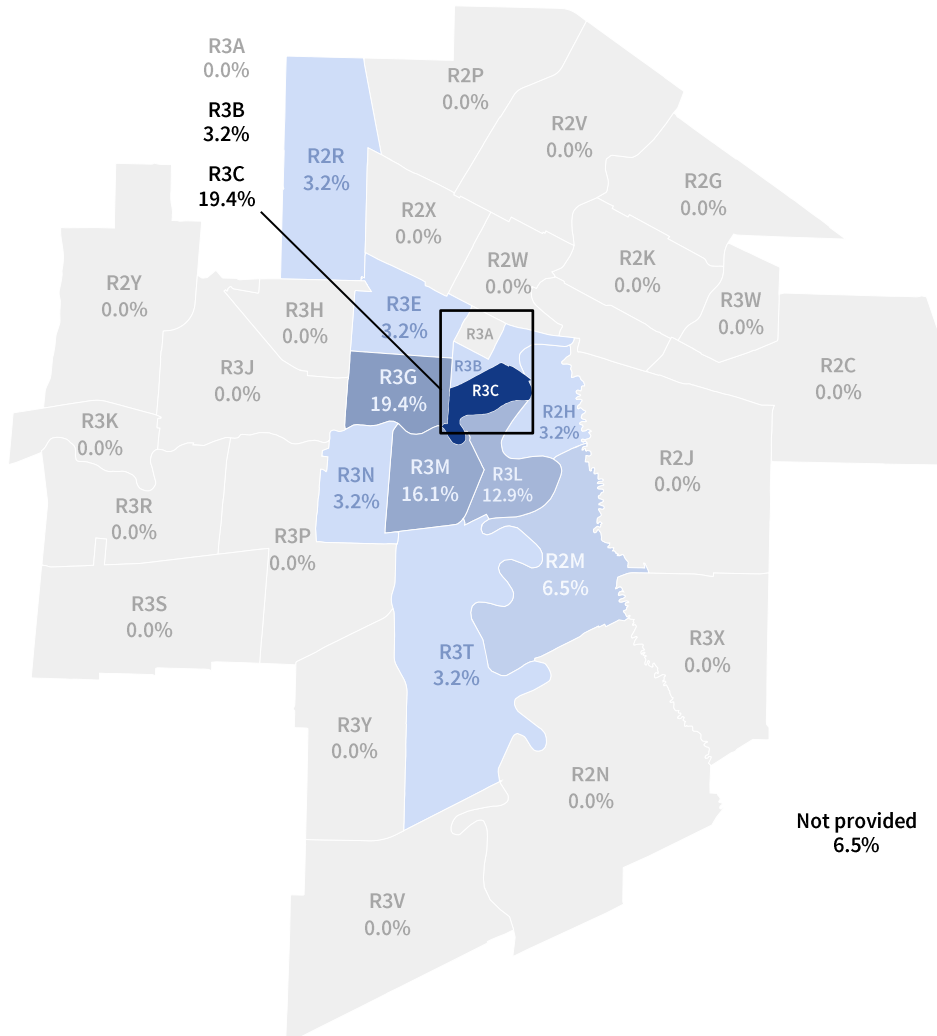 R3A
0.0%
R3B
3.2%
R3C
19.4%
R2P
0.0%
R2V
0.0%
R2R
3.2%
R2G
0.0%
R2X
0.0%
R2W
0.0%
R2K
0.0%
R2Y
0.0%
R3H
0.0%
R3E
3.2%
R3W
0.0%
R3A
R3J
0.0%
R3G
19.4%
R3B
R3C
R2C
0.0%
R2H
3.2%
R3K
0.0%
R3N
3.2%
R3M
16.1%
R3L
12.9%
R2J
0.0%
R3R
0.0%
R3P
0.0%
R2M
6.5%
R3S
0.0%
R3T
3.2%
R3X
0.0%
R3Y
0.0%
R2N
0.0%
Not provided
6.5%
R3V
0.0%